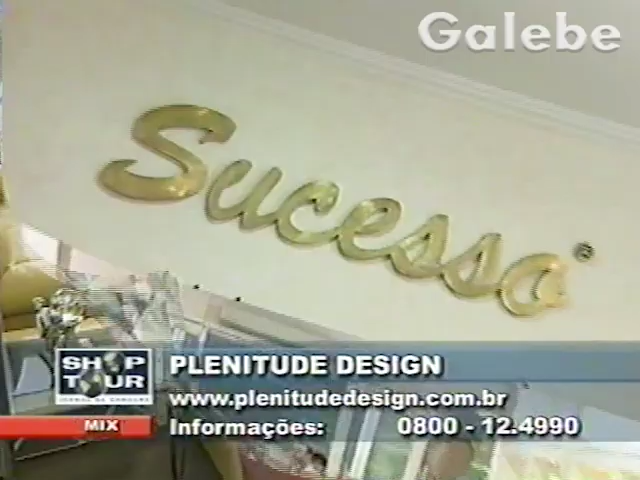 Galebe
Sucesso
SHOP
TOUR
PLENITUDE DESIGN
www.plenitudedesign.com.br
MIX
Informações: 0800 - 12.4990